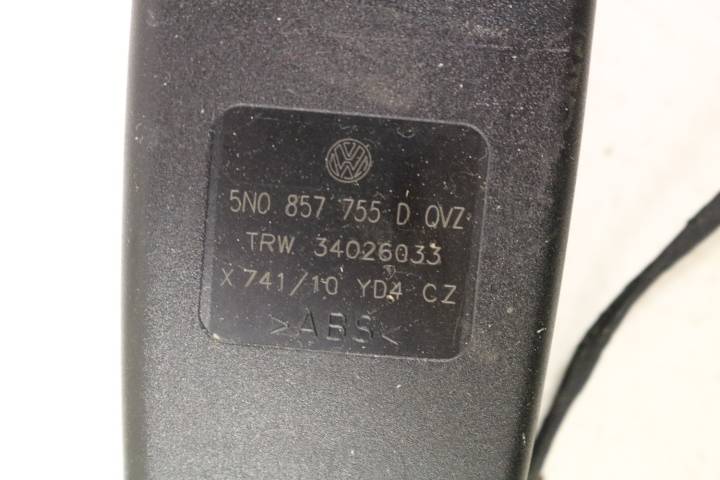 5N0 857 755 D QVZ
TRW 34026033
X 741/10 YD4 CZ
>ABS<